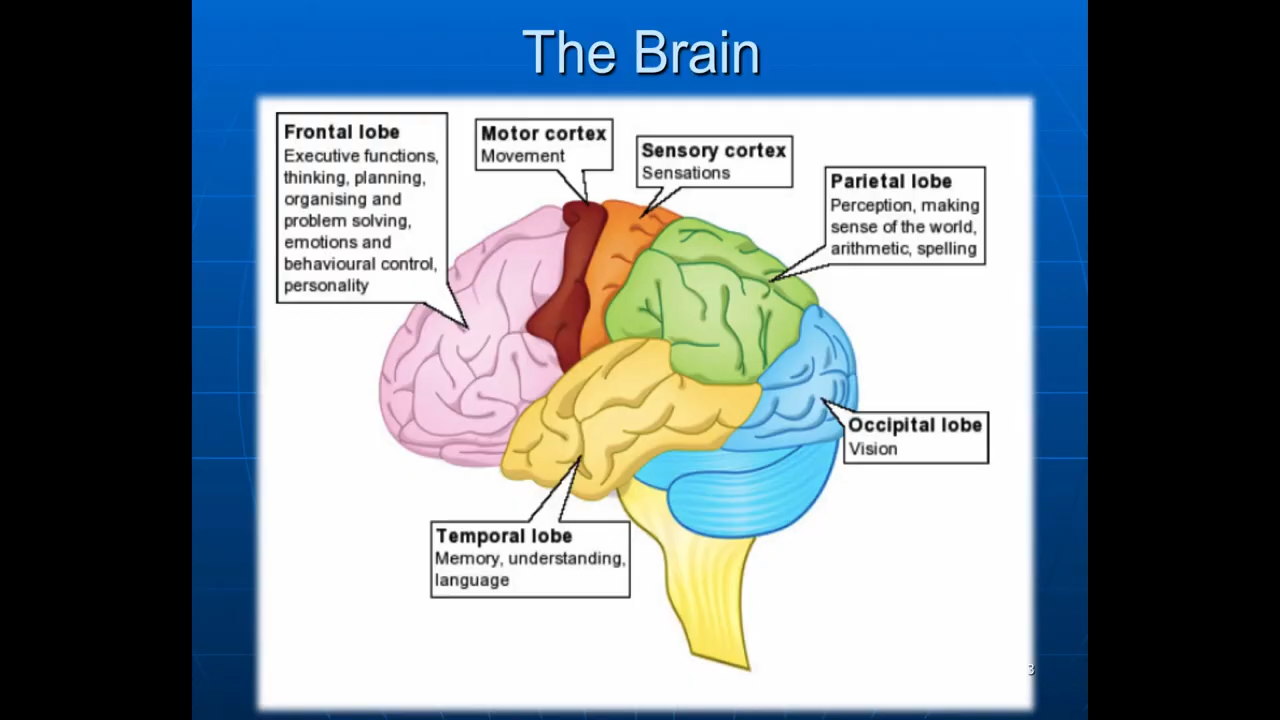 The Brain
Frontal lobe
Executive functions,
thinking, planning,
organising and
problem solving,
emotions and
behavioural control,
personality
Motor cortex
Movement
Sensory cortex
Sensations
Parietal lobe
Perception, making
sense of the world,
arithmetic, spelling
Occipital lobe
Vision
Temporal lobe
Memory, understanding,
language
3